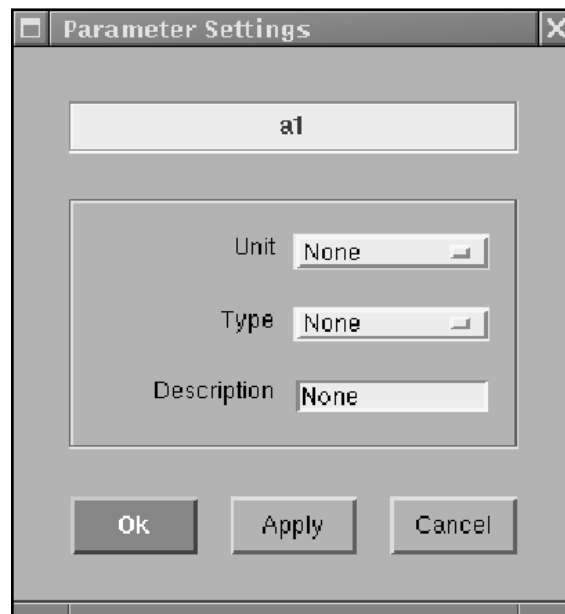 Parameter Settings
a1
Unit None
Type None
Description None
Ok Apply Cancel